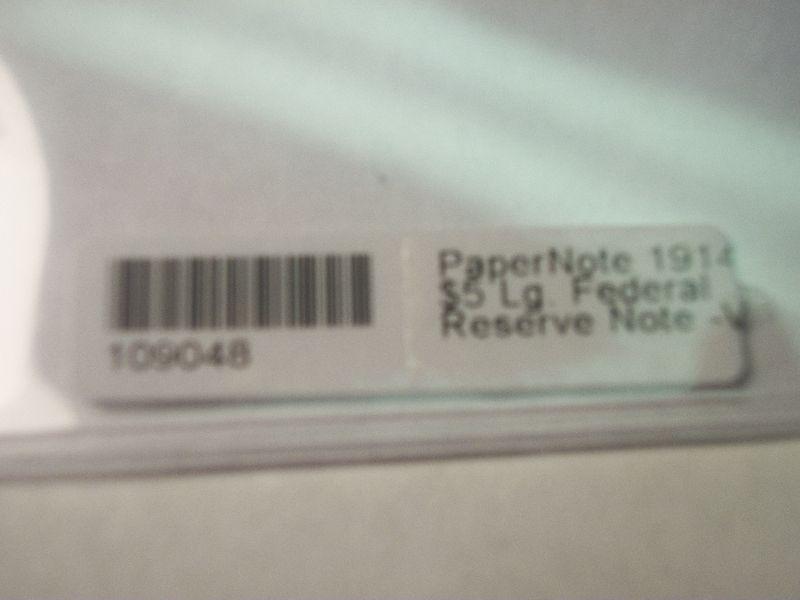 PaperNote 1914
$5 Lg. Federal
Reserve Note -V
109048